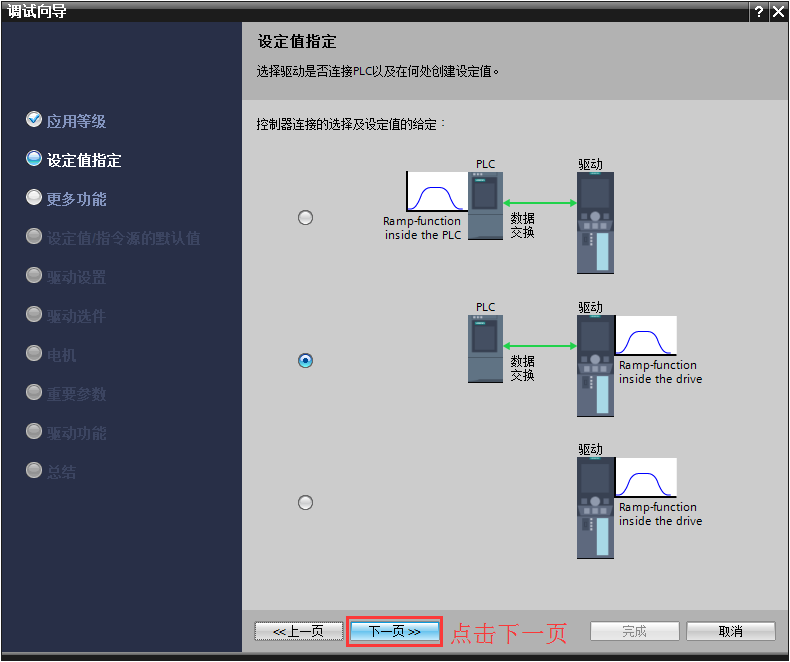 调试向导
? ×
设定值指定
选择驱动是否连接PLC以及在何处创建设定值。
应用等级
设定值指定
更多功能
设定值/指令源的默认值
驱动设置
驱动选件
电机
重要参数
驱动功能
总结
控制器连接的选择及设定值的给定：
PLC
驱动
Ramp-function
inside the PLC
数据
交换
PLC
驱动
数据
交换
Ramp-function
inside the drive
驱动
Ramp-function
inside the drive
<<上一页
下一页 >>
点击下一页
完成
取消